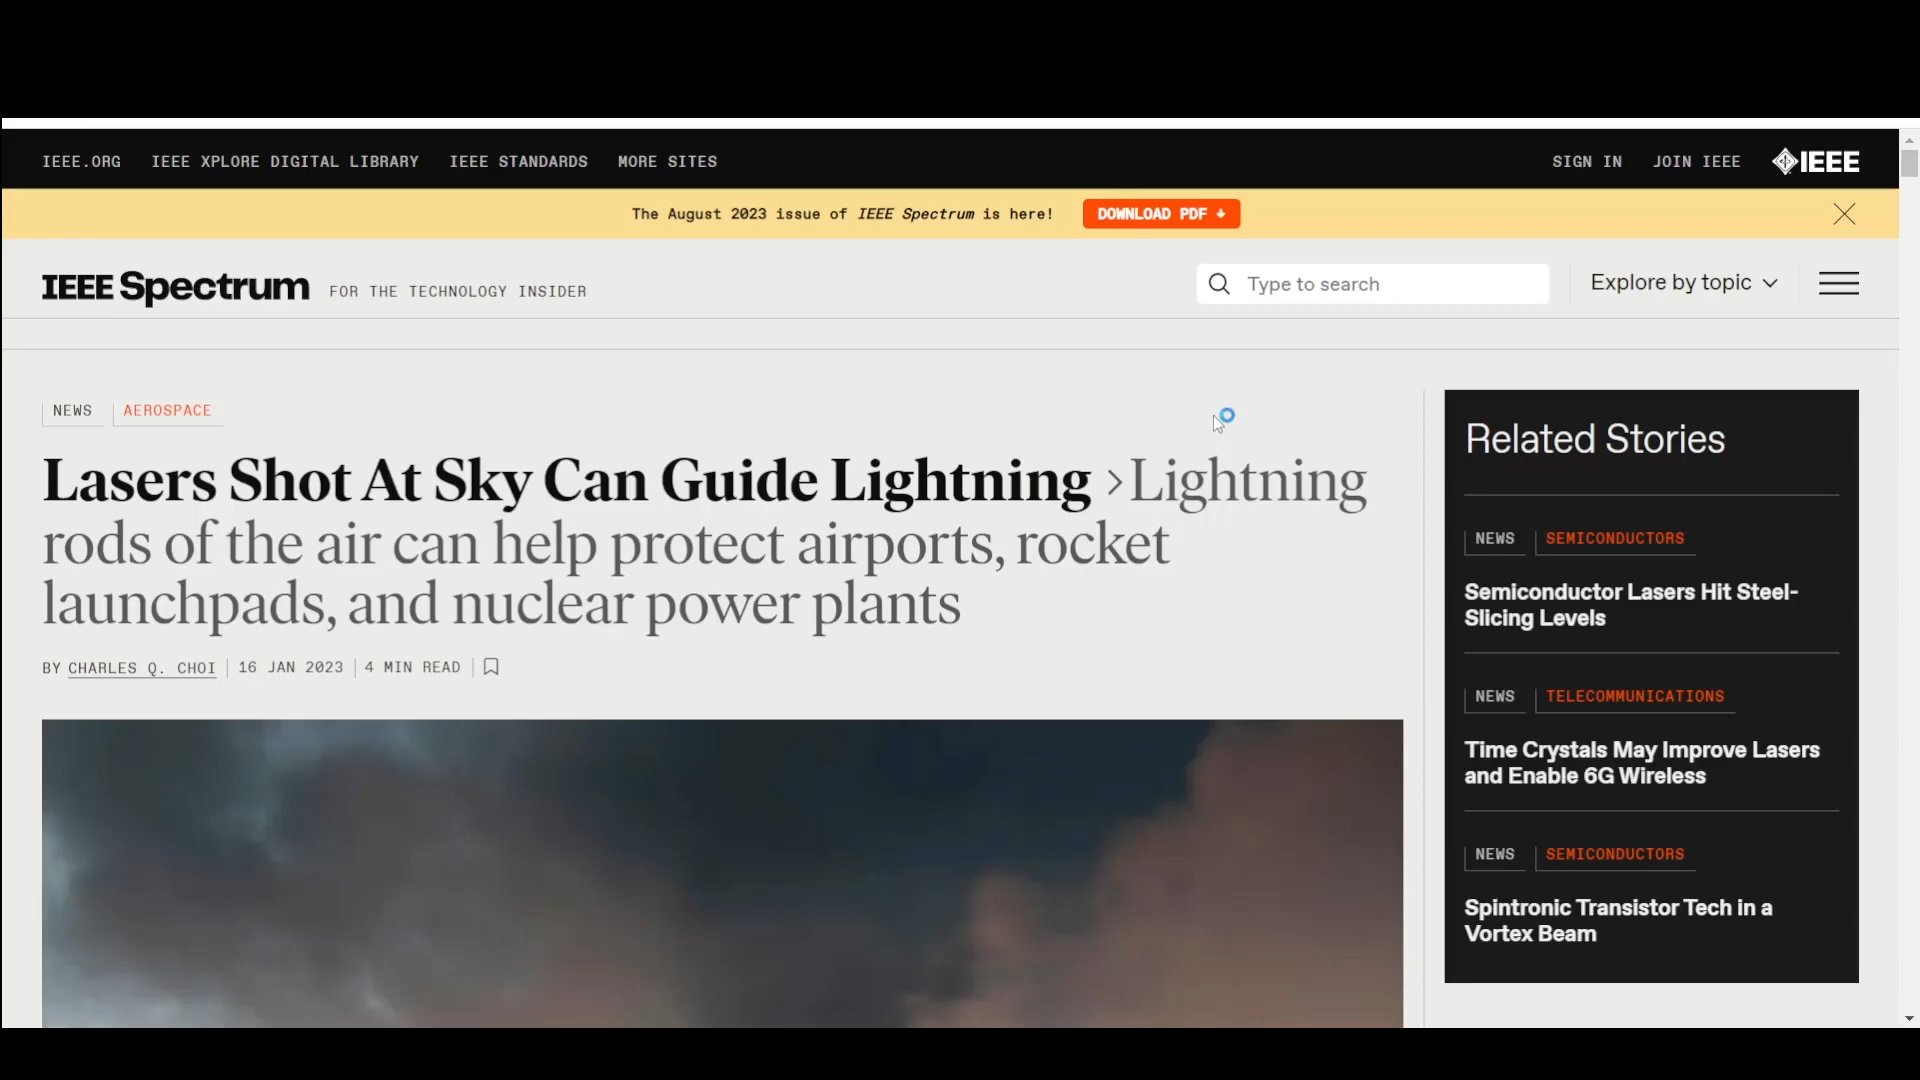 IEEE.ORG IEEE XPLORE DIGITAL LIBRARY IEEE STANDARDS MORE SITES SIGN IN JOIN IEEE IEEE
The August 2023 issue of IEEE Spectrum is here! DOWNLOAD PDF ↓
IEEE Spectrum FOR THE TECHNOLOGY INSIDER Type to search Explore by topic
NEWS AEROSPACE
Lasers Shot At Sky Can Guide Lightning >Lightning
rods of the air can help protect airports, rocket
launchpads, and nuclear power plants
BY CHARLES Q. CHOI 16 JAN 2023 4 MIN READ
Related Stories
NEWS SEMICONDUCTORS
Semiconductor Lasers Hit Steel-
Slicing Levels
NEWS TELECOMMUNICATIONS
Time Crystals May Improve Lasers
and Enable 6G Wireless
NEWS SEMICONDUCTORS
Spintronic Transistor Tech in a
Vortex Beam